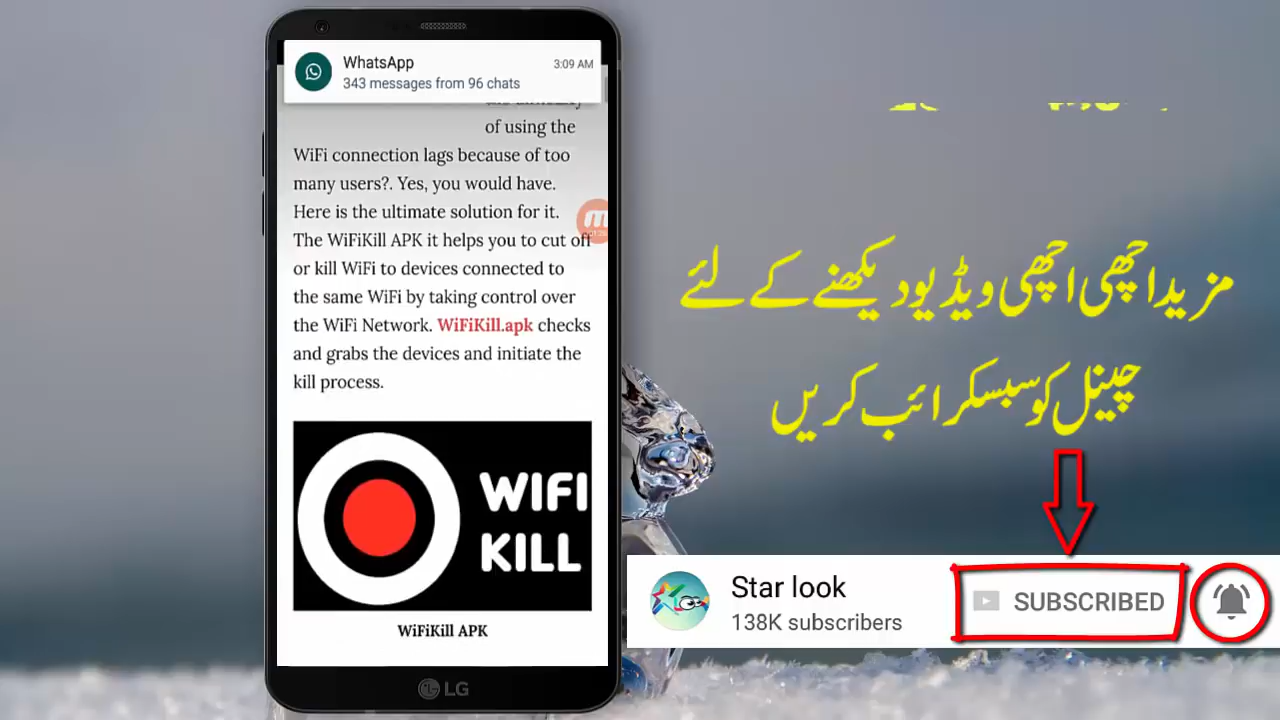 WhatsApp
3:09 AM
343 messages from 96 chats
of using the
WiFi connection lags because of too
many users?. Yes, you would have.
Here is the ultimate solution for it.
The WiFiKill APK it helps you to cut off
or kill WiFi to devices connected to
the same WiFi by taking control over
the WiFi Network. WiFiKill.apk checks
and grabs the devices and initiate the
kill process.
WIFI
KILL
WiFiKill APK
LG
مزید اچھی اچھی ویڈیو دیکھنے کے لئے
چینل کو سبسکرائب کریں
Star look
138K subscribers
SUBSCRIBED